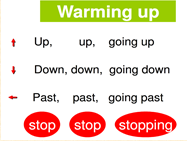 Warming up
Up, up, going up
Down, down, going down
Past, past, going past
stop stop stopping